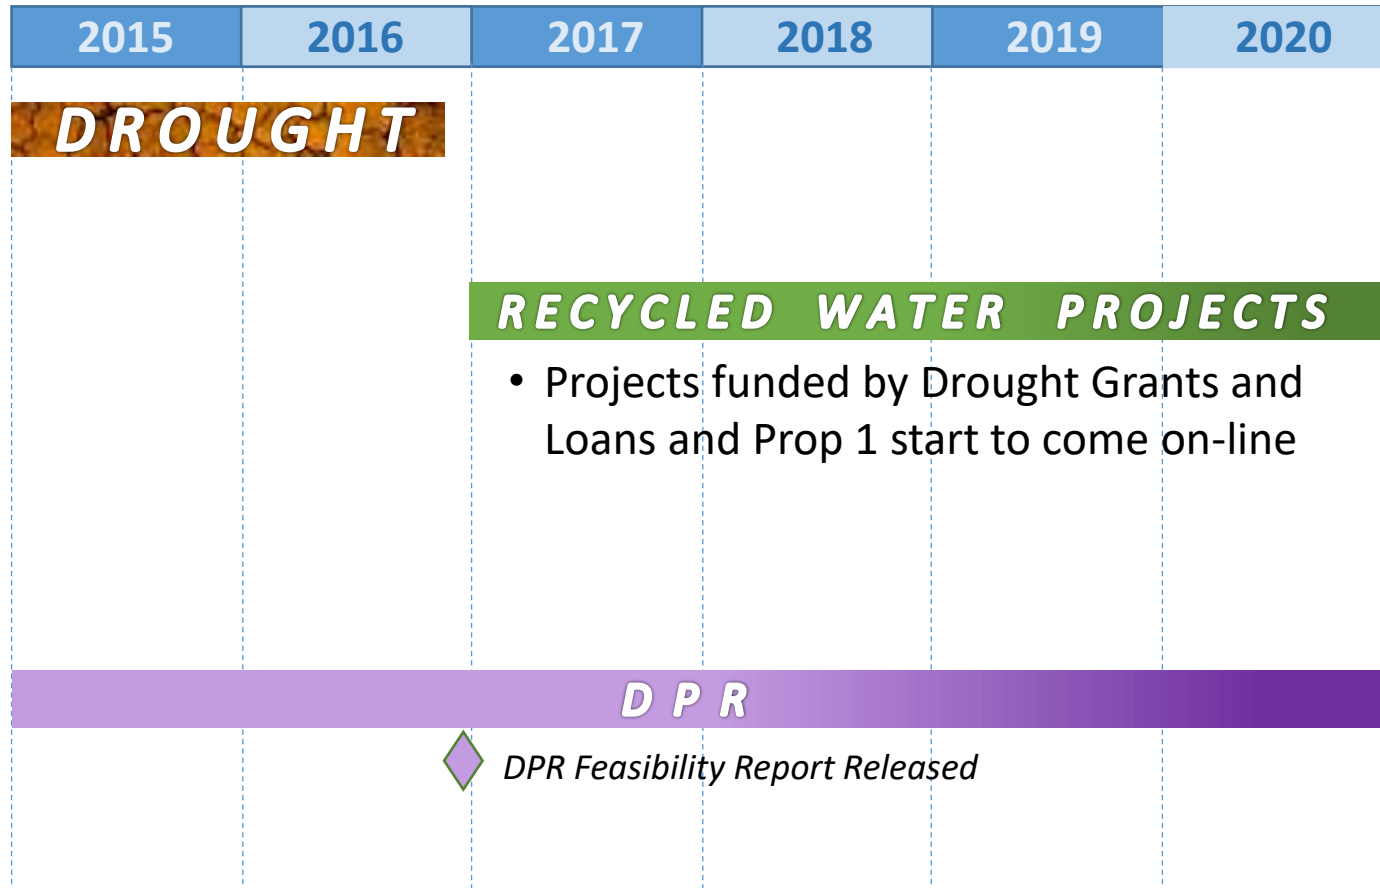 2015 2016 2017 2018 2019 2020
DROUGHT
RECYCLED WATER PROJECTS
• Projects funded by Drought Grants and
Loans and Prop 1 start to come on-line
DPR
DPR Feasibility Report Released